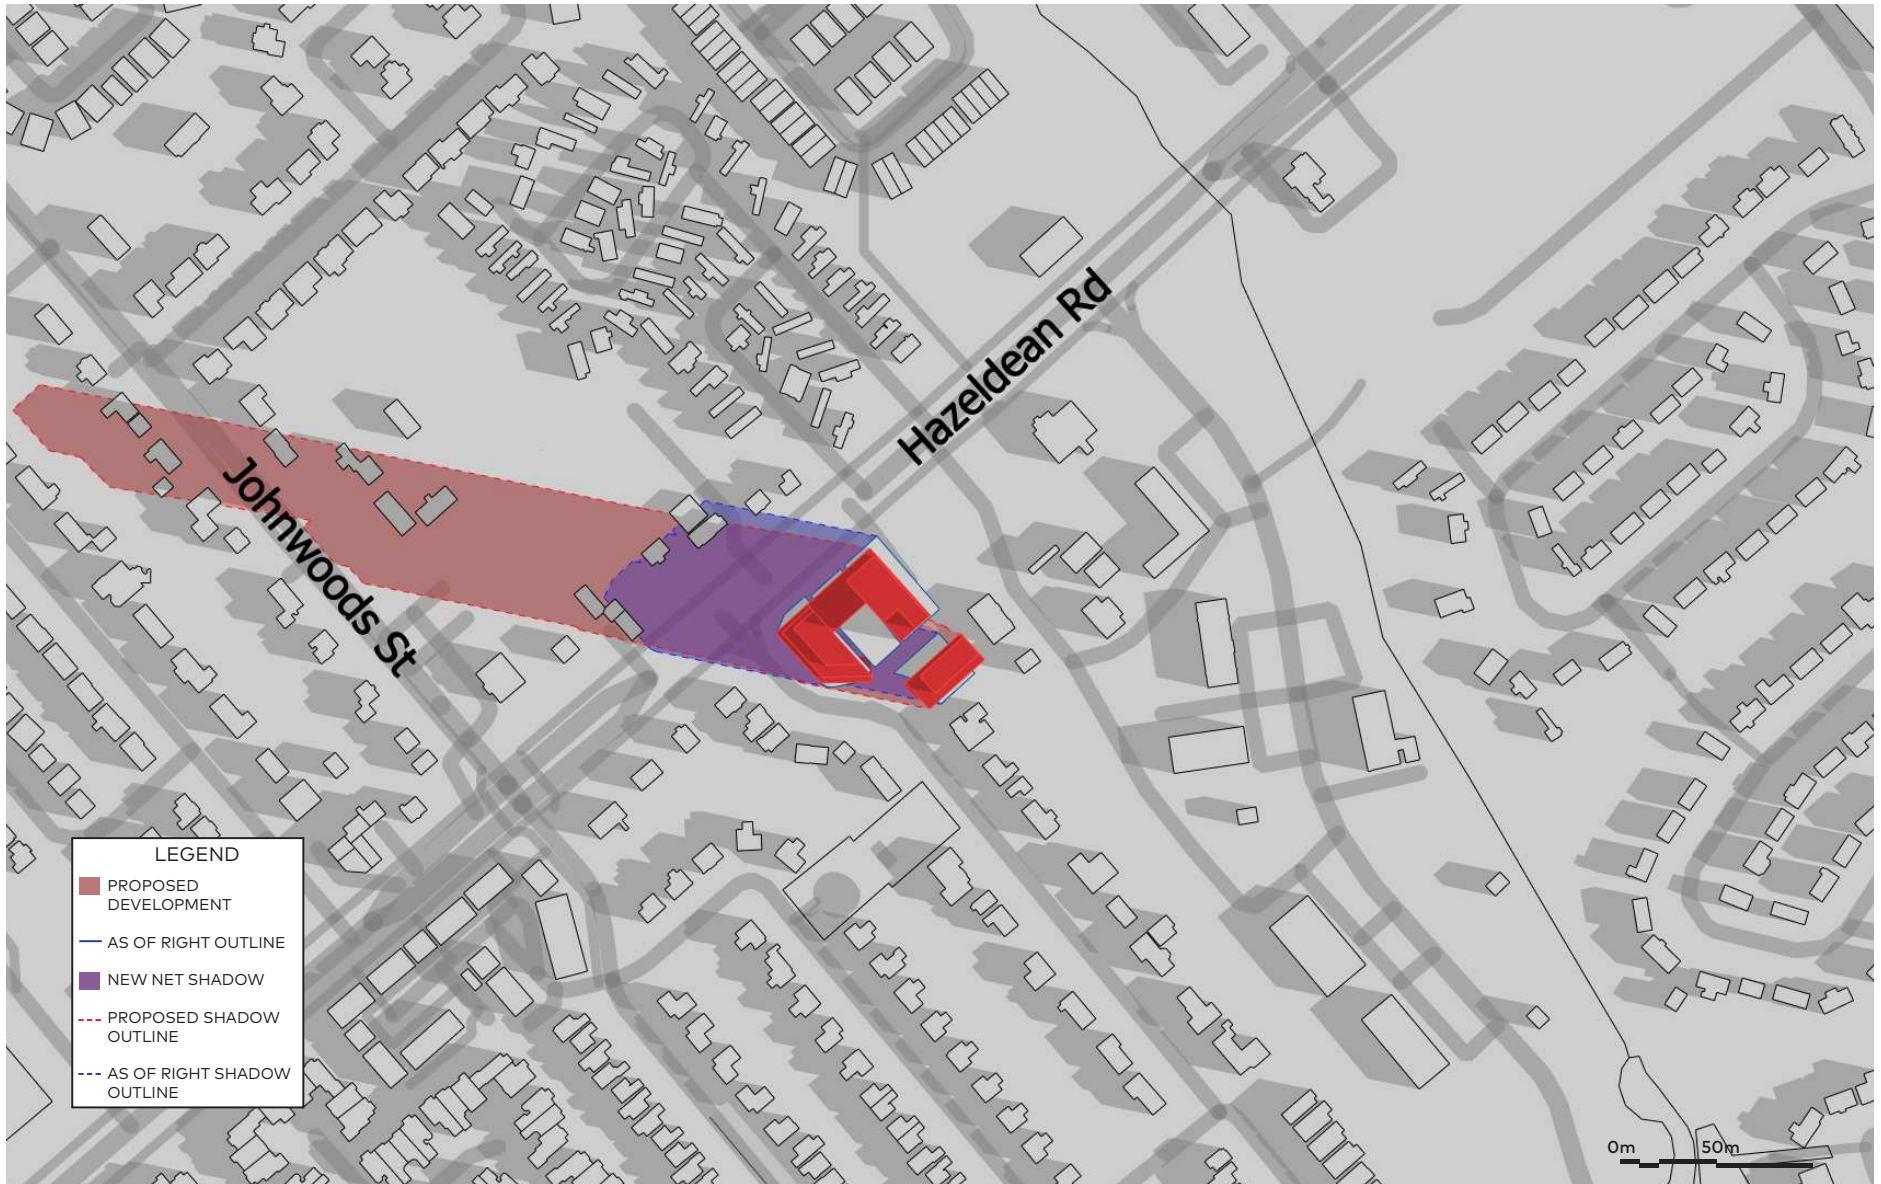 Hazeldean Rd
Johnwoods St
LEGEND
PROPOSED
DEVELOPMENT
AS OF RIGHT OUTLINE
NEW NET SHADOW
PROPOSED SHADOW
OUTLINE
AS OF RIGHT SHADOW
OUTLINE
0m 50m